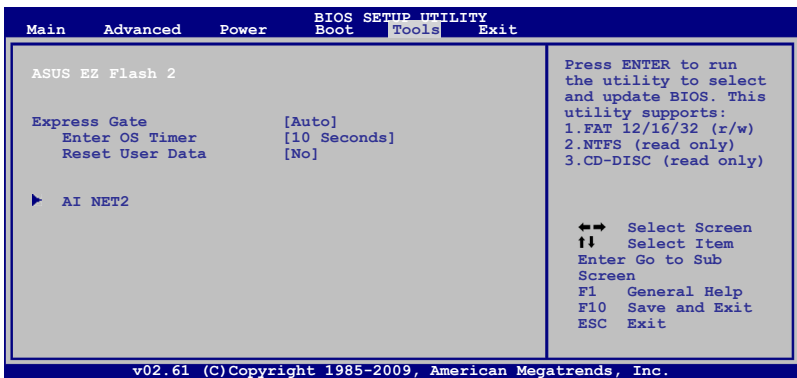 BIOS SETUP UTILITY
Main Advanced Power Boot Tools Exit
ASUS EZ Flash 2
Express Gate [Auto]
Enter OS Timer [10 Seconds]
Reset User Data [No]
AI NET2
Press ENTER to run
the utility to select
and update BIOS. This
utility supports:
1.FAT 12/16/32 (r/w)
2.NTFS (read only)
3.CD-DISC (read only)
←→ Select Screen
↑↓ Select Item
Enter Go to Sub
Screen
F1 General Help
F10 Save and Exit
ESC Exit
v02.61 (C)Copyright 1985-2009, American Megatrends, Inc.